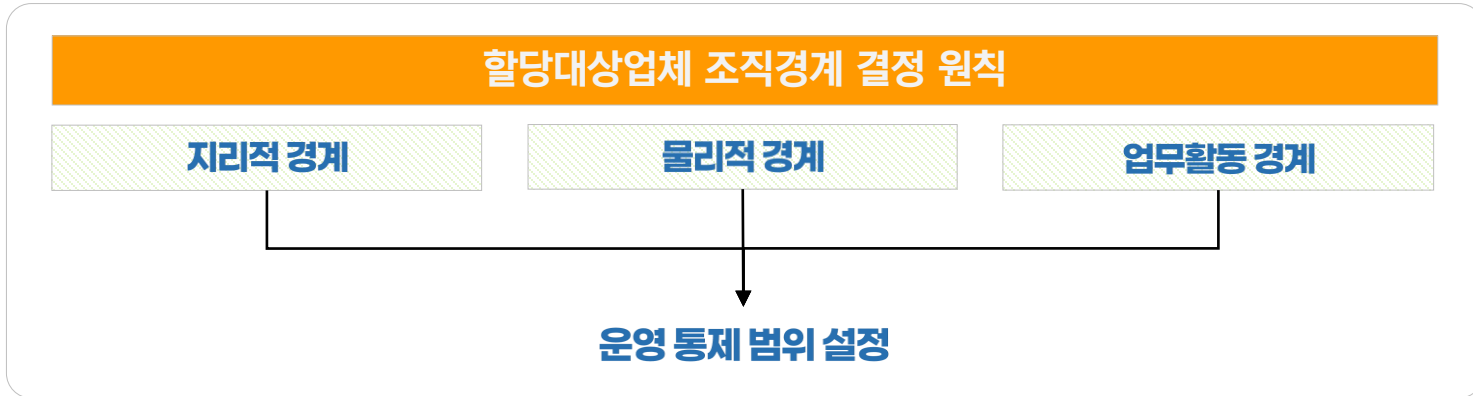 할당대상업체 조직경계 결정 원칙
지리적 경계
물리적 경계
업무활동 경계
운영 통제 범위 설정